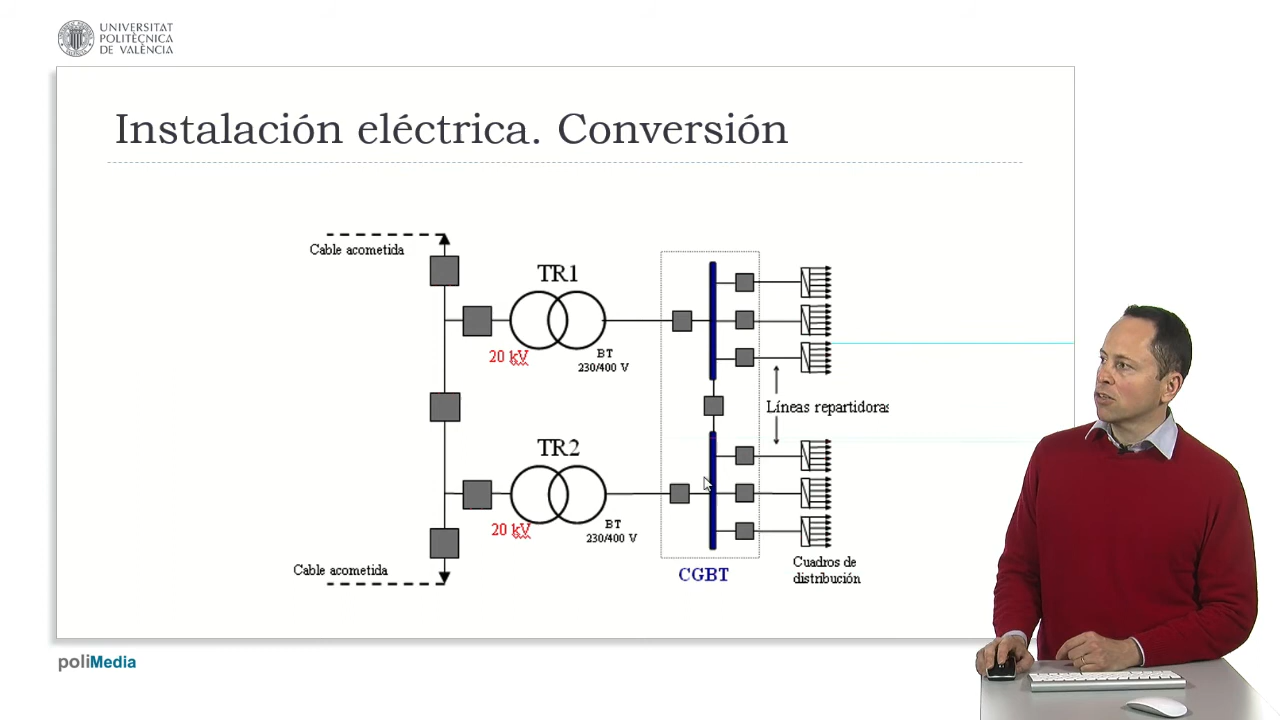 UNIVERSITAT
POLITÈCNICA
DE VALÈNCIA
Instalación eléctrica. Conversión
Cable acometida
TR1
20 kV
BT
230/400 V
Líneas repartidoras
TR2
20 kV
BT
230/400 V
Cable acometida
CGBT
Cuadros de
distribución
poliMedia